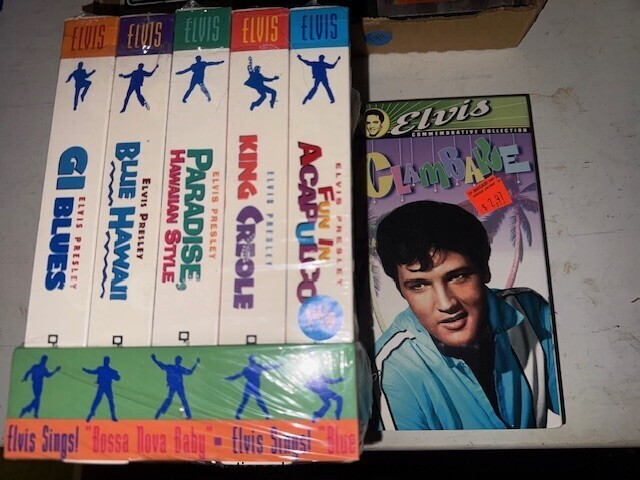 ELVIS
ELVIS
ELVIS
ELVIS
ELVIS
ELVIS PRESLEY
GI BLUES
ELVIS PRESLEY
BLUE HAWAII
ELVIS PRESLEY
PARADISE,
HAWAIIAN STYLE
ELVIS PRESLEY
KING CREOLE
ELVIS PRESLEY
FUN IN
ACAPULCO
Elvis Sings! "Bossa Nova Baby" Elvis Sings! "Blue
Elvis
COMMEMORATIVE COLLECTION
CLAMBAKE
$2.97